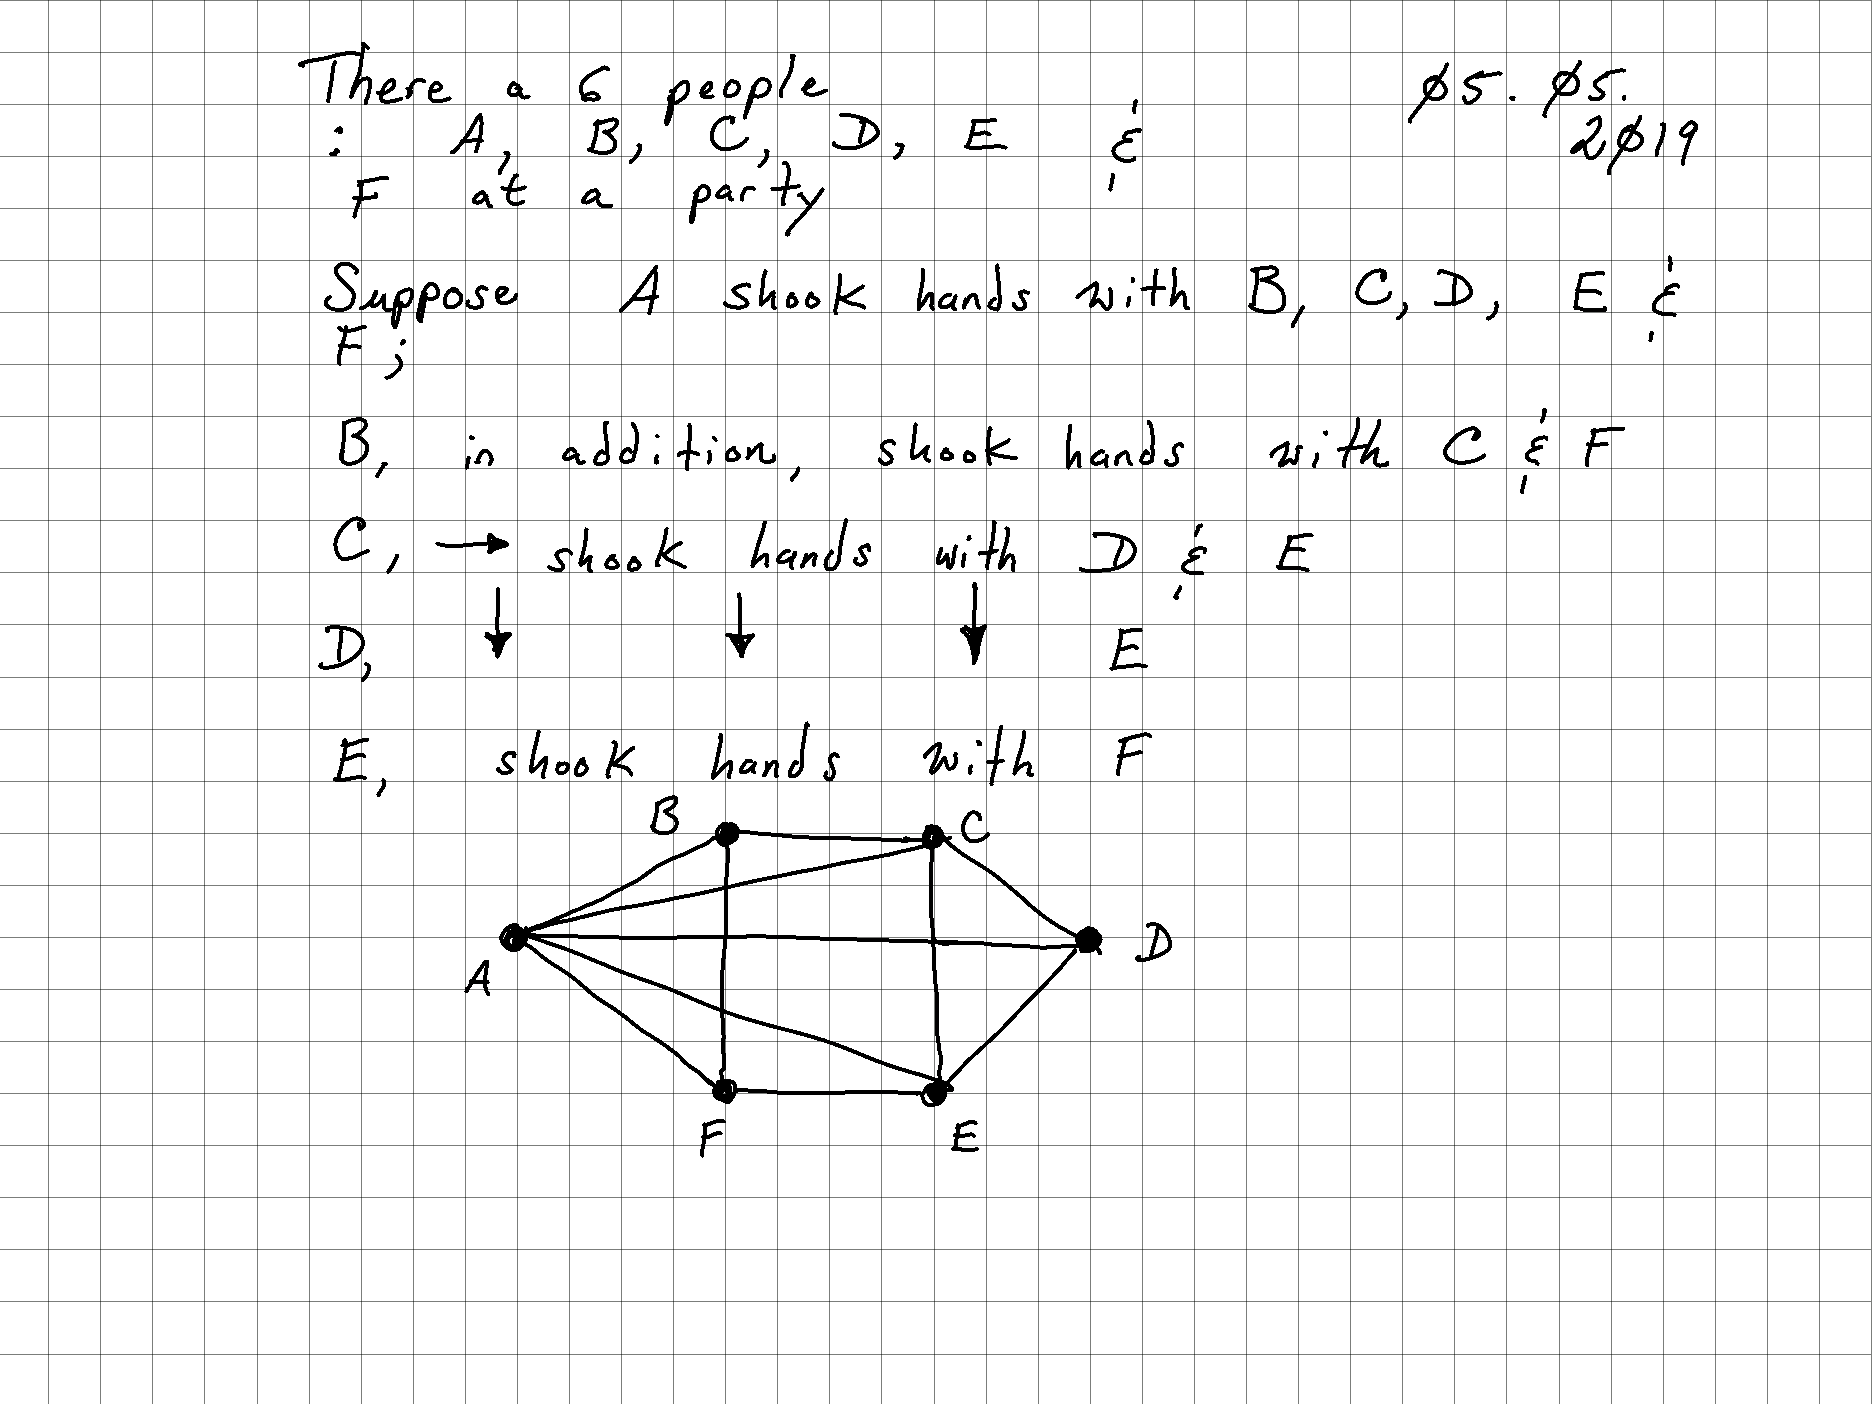 There a 6 people
ø5. ø5.
2ø19
: A, B, C, D, E &
F at a party
Suppose A shook hands with B, C, D, E &
F;
B, in addition, shook hands with C & F
C, → shook hands with D & E
D, ↓ ↓ ↓ E
E, shook hands with F
B C
A D
F E